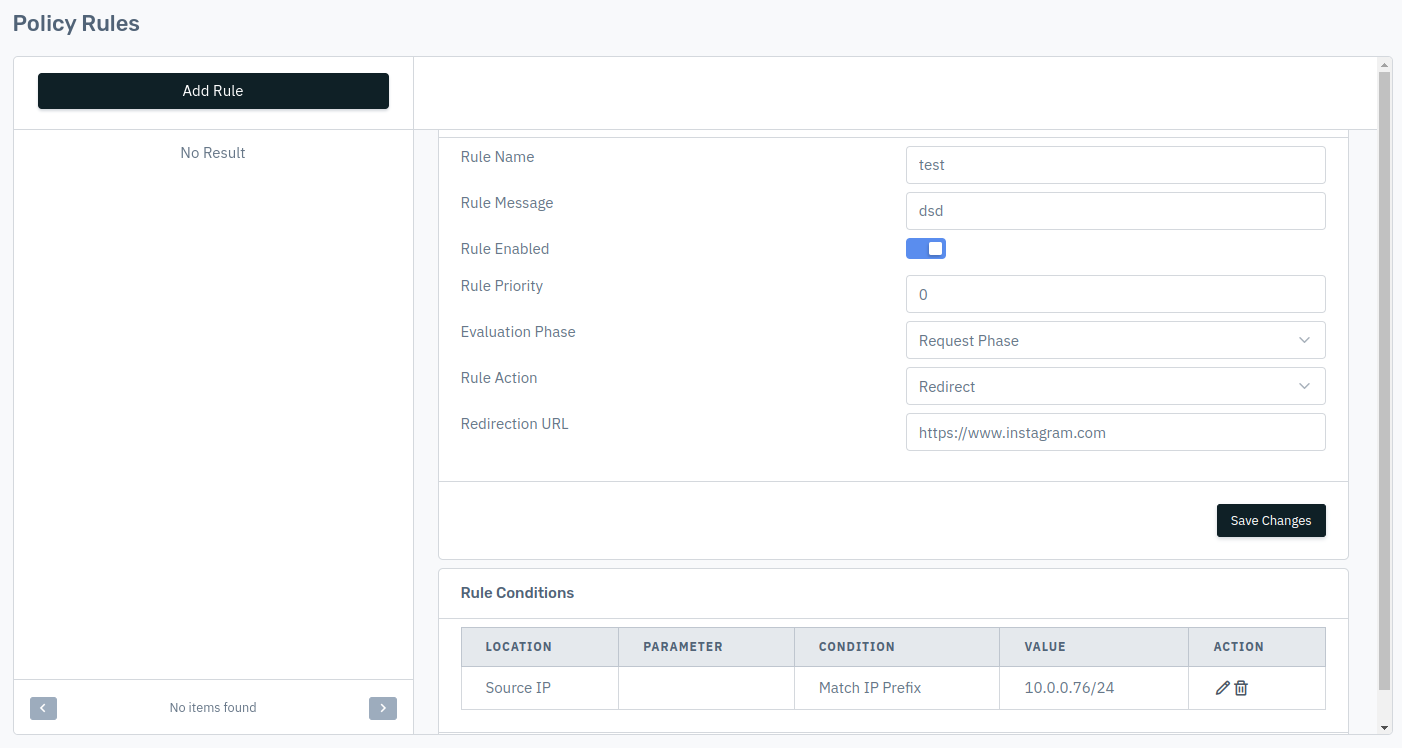 Policy Rules
Add Rule
No Result
No items found
Rule Name
test
Rule Message
dsd
Rule Enabled
Rule Priority
0
Evaluation Phase
Request Phase
Rule Action
Redirect
Redirection URL
https://www.instagram.com
Save Changes
Rule Conditions
LOCATION PARAMETER CONDITION VALUE ACTION
Source IP Match IP Prefix 10.0.0.76/24